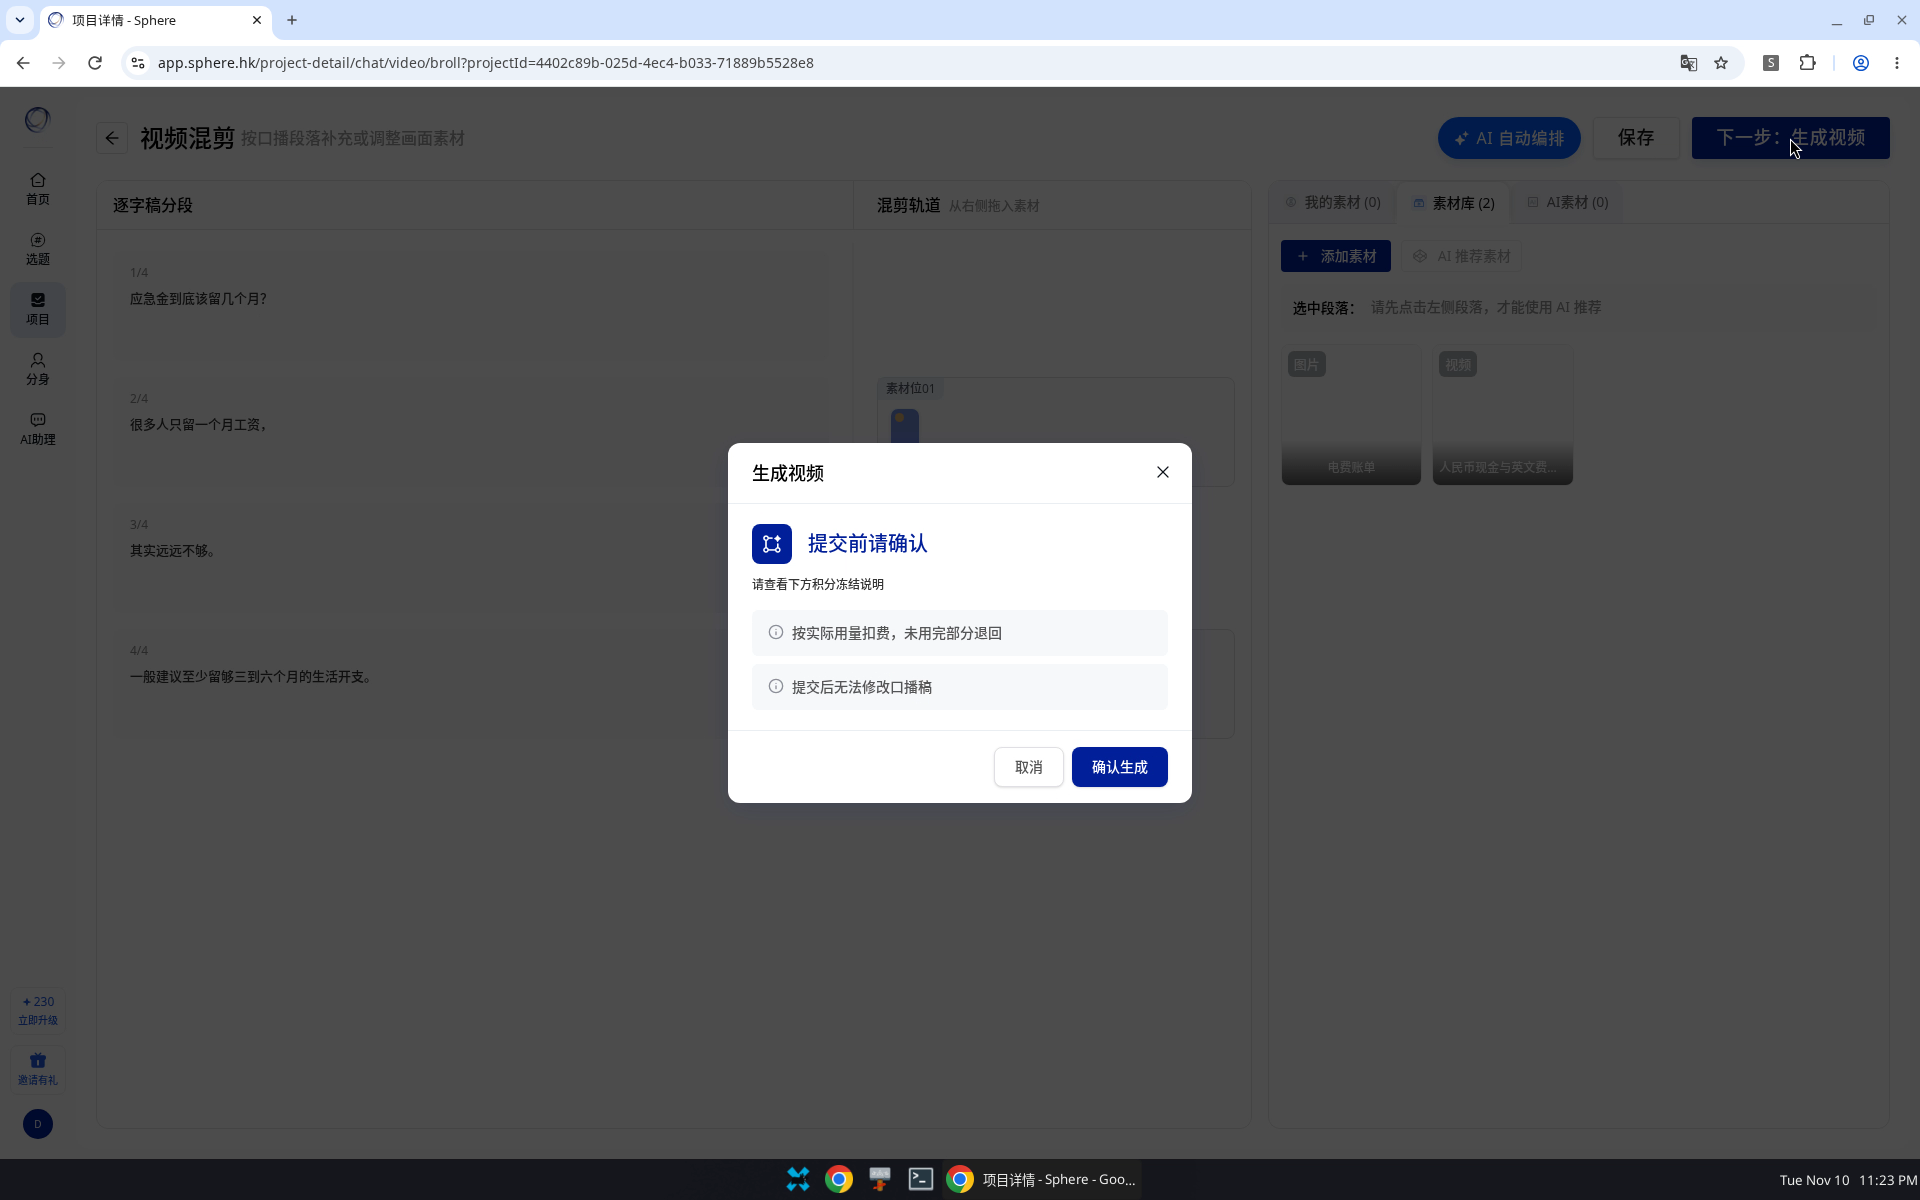 项目详情 - Sphere
app.sphere.hk/project-detail/chat/video/broll?projectId=4402c89b-025d-4ec4-b033-71889b5528e8
S
视频混剪 按口播段落补充或调整画面素材
AI 自动编排
保存
下一步：生成视频
首页
选题
项目
分身
AI助理
230
立即升级
邀请有礼
D
逐字稿分段
混剪轨道 从右侧拖入素材
1/4
应急金到底该留几个月？
2/4
很多人只留一个月工资，
素材位01
3/4
其实远远不够。
4/4
一般建议至少留够三到六个月的生活开支。
我的素材 (0)
素材库 (2)
AI素材 (0)
添加素材
AI 推荐素材
选中段落： 请先点击左侧段落，才能使用 AI 推荐
图片
电费账单
视频
人民币现金与英文费...
生成视频
提交前请确认
请查看下方积分冻结说明
按实际用量扣费，未用完部分退回
提交后无法修改口播稿
取消
确认生成
项目详情 - Sphere - Goo...
Tue Nov 10 11:23 PM